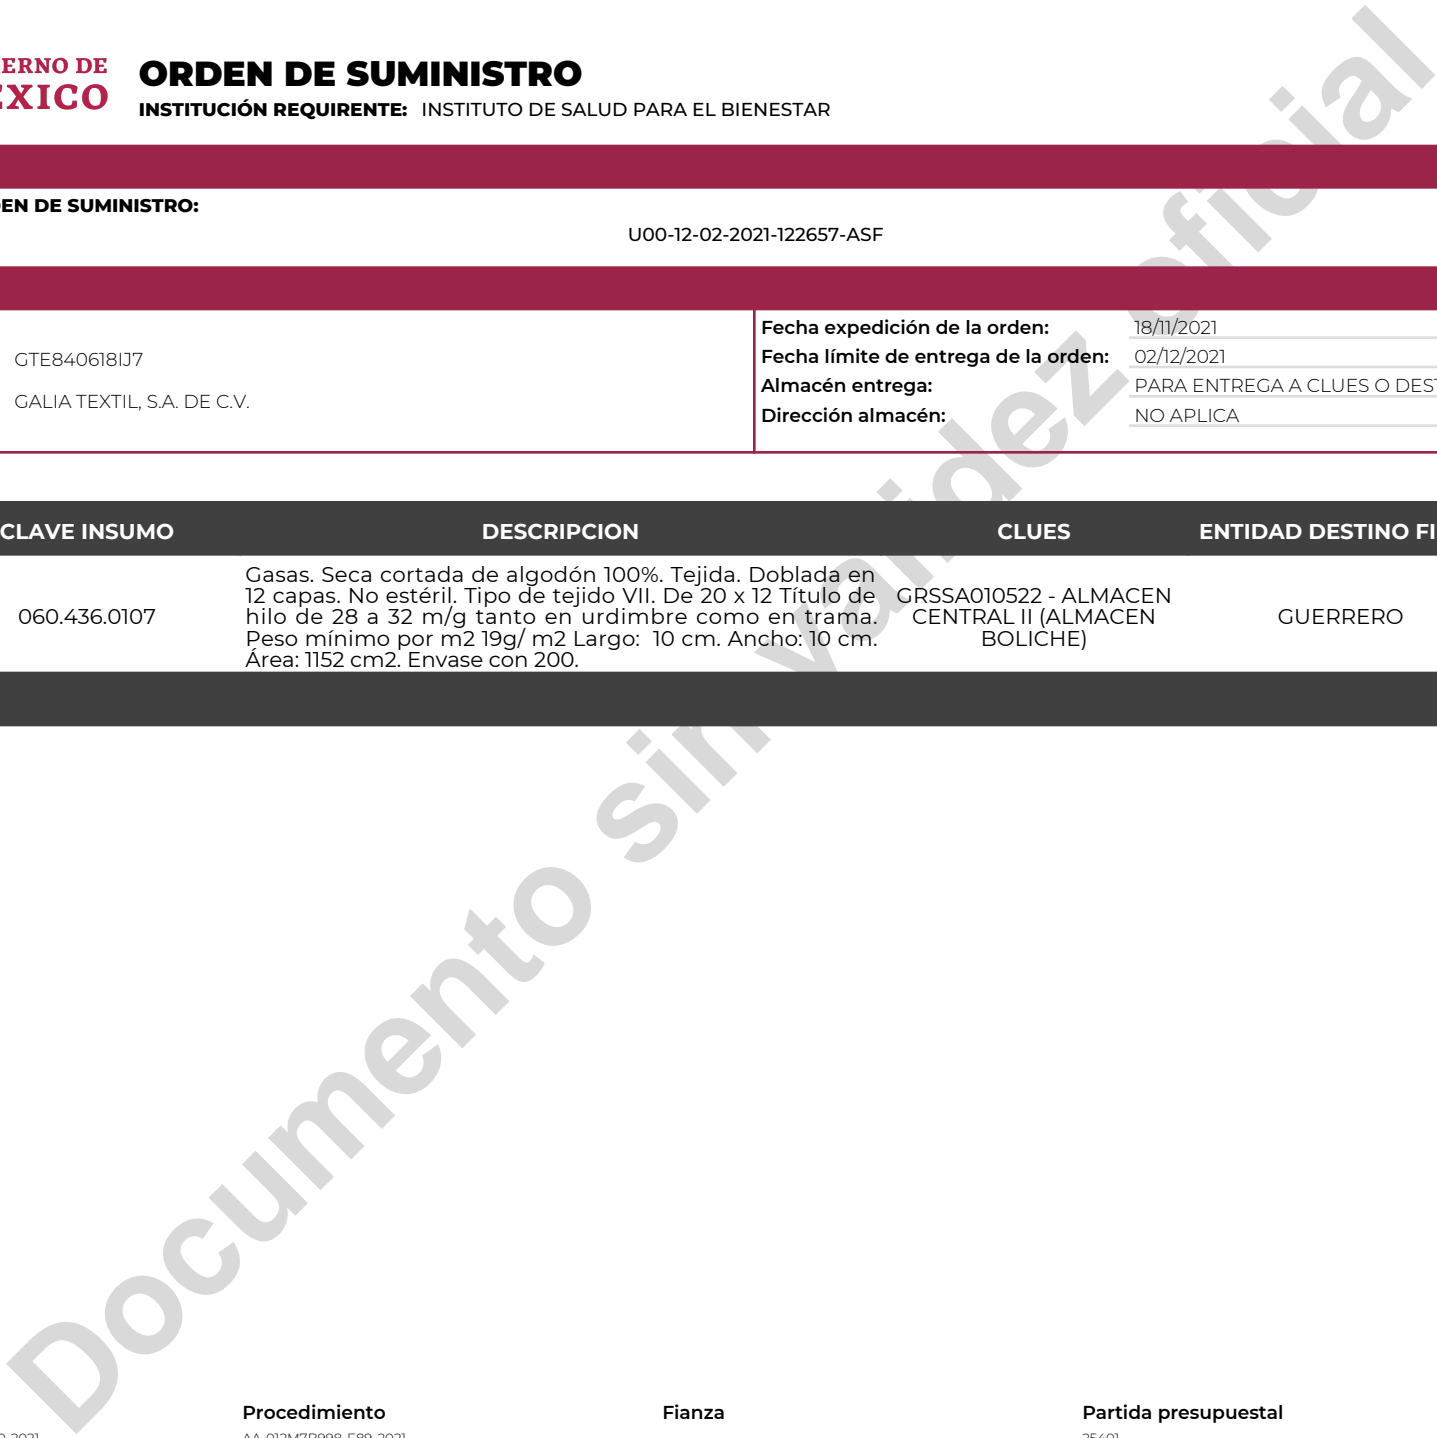 ERNO DE
EXICO
ORDEN DE SUMINISTRO
INSTITUCIÓN REQUIRENTE: INSTITUTO DE SALUD PARA EL BIENESTAR
EN DE SUMINISTRO:
U00-12-02-2021-122657-ASF
GTE840618IJ7
GALIA TEXTIL, S.A. DE C.V.
Fecha expedición de la orden: 18/11/2021
Fecha límite de entrega de la orden: 02/12/2021
Almacén entrega: PARA ENTREGA A CLUES O DEST
Dirección almacén: NO APLICA
CLAVE INSUMO DESCRIPCION CLUES ENTIDAD DESTINO FI
060.436.0107
Gasas. Seca cortada de algodón 100%. Tejida. Doblada en
12 capas. No estéril. Tipo de tejido VII. De 20 x 12 Título de
hilo de 28 a 32 m/g tanto en urdimbre como en trama.
Peso mínimo por m2 19g/ m2 Largo: 10 cm. Ancho: 10 cm.
Área: 1152 cm2. Envase con 200.
GRSSA010522 - ALMACEN
CENTRAL II (ALMACEN
BOLICHE)
GUERRERO
Documento sin validez oficial
Procedimiento Fianza Partida presupuestal